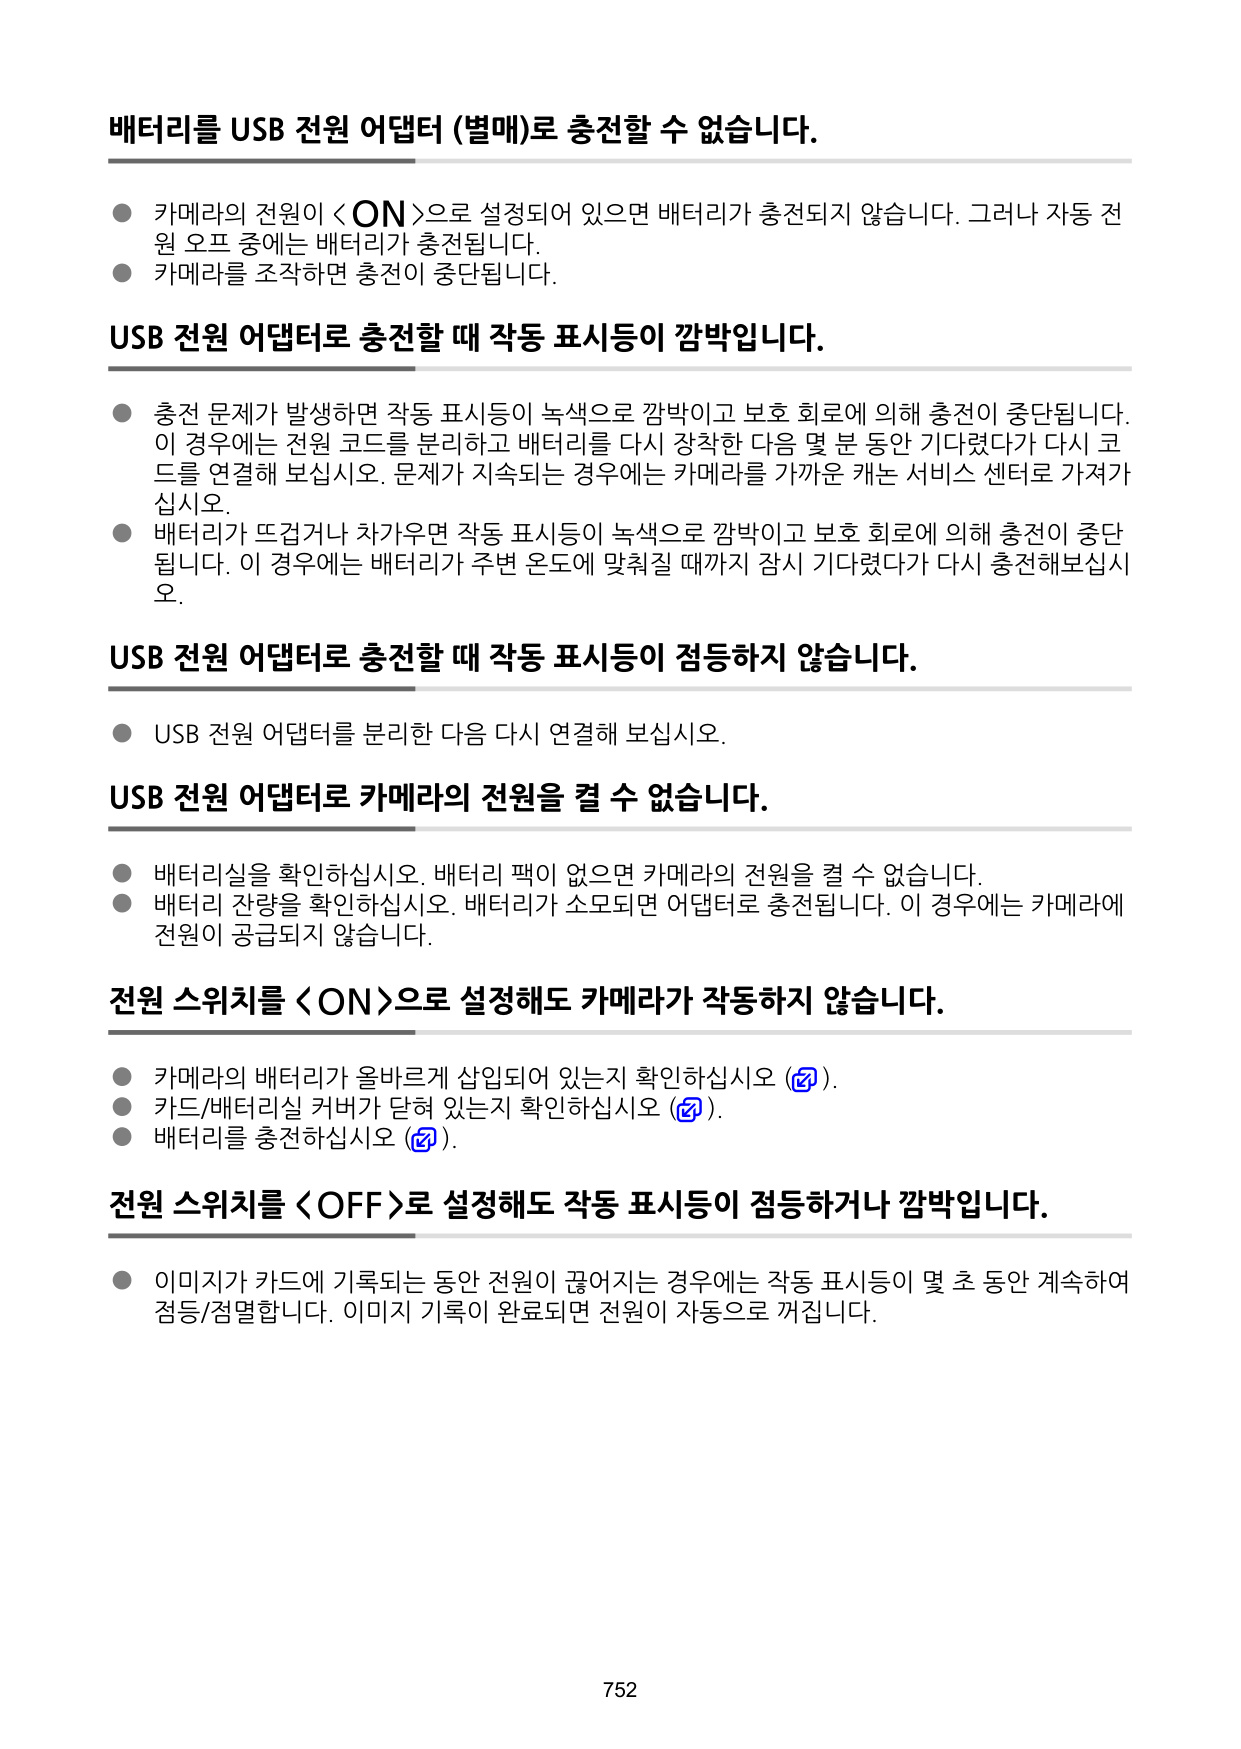 배터리를 USB 전원 어댑터 (별매)로 충전할 수 없습니다.
● 카메라의 전원이 <ON>으로 설정되어 있으면 배터리가 충전되지 않습니다. 그러나 자동 전
원 오프 중에는 배터리가 충전됩니다.
● 카메라를 조작하면 충전이 중단됩니다.
USB 전원 어댑터로 충전할 때 작동 표시등이 깜박입니다.
● 충전 문제가 발생하면 작동 표시등이 녹색으로 깜박이고 보호 회로에 의해 충전이 중단됩니다.
이 경우에는 전원 코드를 분리하고 배터리를 다시 장착한 다음 몇 분 동안 기다렸다가 다시 코
드를 연결해 보십시오. 문제가 지속되는 경우에는 카메라를 가까운 캐논 서비스 센터로 가져가
십시오.
● 배터리가 뜨겁거나 차가우면 작동 표시등이 녹색으로 깜박이고 보호 회로에 의해 충전이 중단
됩니다. 이 경우에는 배터리가 주변 온도에 맞춰질 때까지 잠시 기다렸다가 다시 충전해보십시
오.
USB 전원 어댑터로 충전할 때 작동 표시등이 점등하지 않습니다.
● USB 전원 어댑터를 분리한 다음 다시 연결해 보십시오.
USB 전원 어댑터로 카메라의 전원을 켤 수 없습니다.
● 배터리실을 확인하십시오. 배터리 팩이 없으면 카메라의 전원을 켤 수 없습니다.
● 배터리 잔량을 확인하십시오. 배터리가 소모되면 어댑터로 충전됩니다. 이 경우에는 카메라에
전원이 공급되지 않습니다.
전원 스위치를 <ON>으로 설정해도 카메라가 작동하지 않습니다.
● 카메라의 배터리가 올바르게 삽입되어 있는지 확인하십시오 ( ).
● 카드/배터리실 커버가 닫혀 있는지 확인하십시오 ( ).
● 배터리를 충전하십시오 ( ).
전원 스위치를 <OFF>로 설정해도 작동 표시등이 점등하거나 깜박입니다.
● 이미지가 카드에 기록되는 동안 전원이 끊어지는 경우에는 작동 표시등이 몇 초 동안 계속하여
점등/점멸합니다. 이미지 기록이 완료되면 전원이 자동으로 꺼집니다.
752